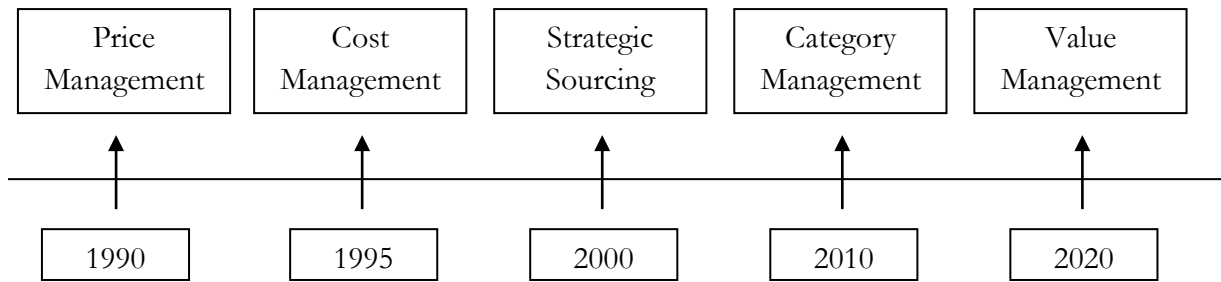 Price
Management
Cost
Management
Strategic
Sourcing
Category
Management
Value
Management
1990
1995
2000
2010
2020